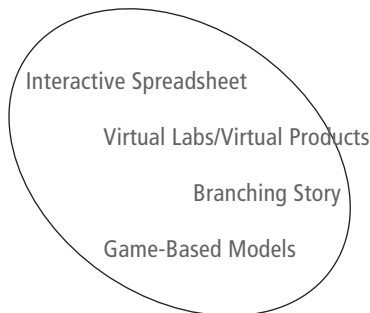 Interactive Spreadsheet
Virtual Labs/Virtual Products
Branching Story
Game-Based Models